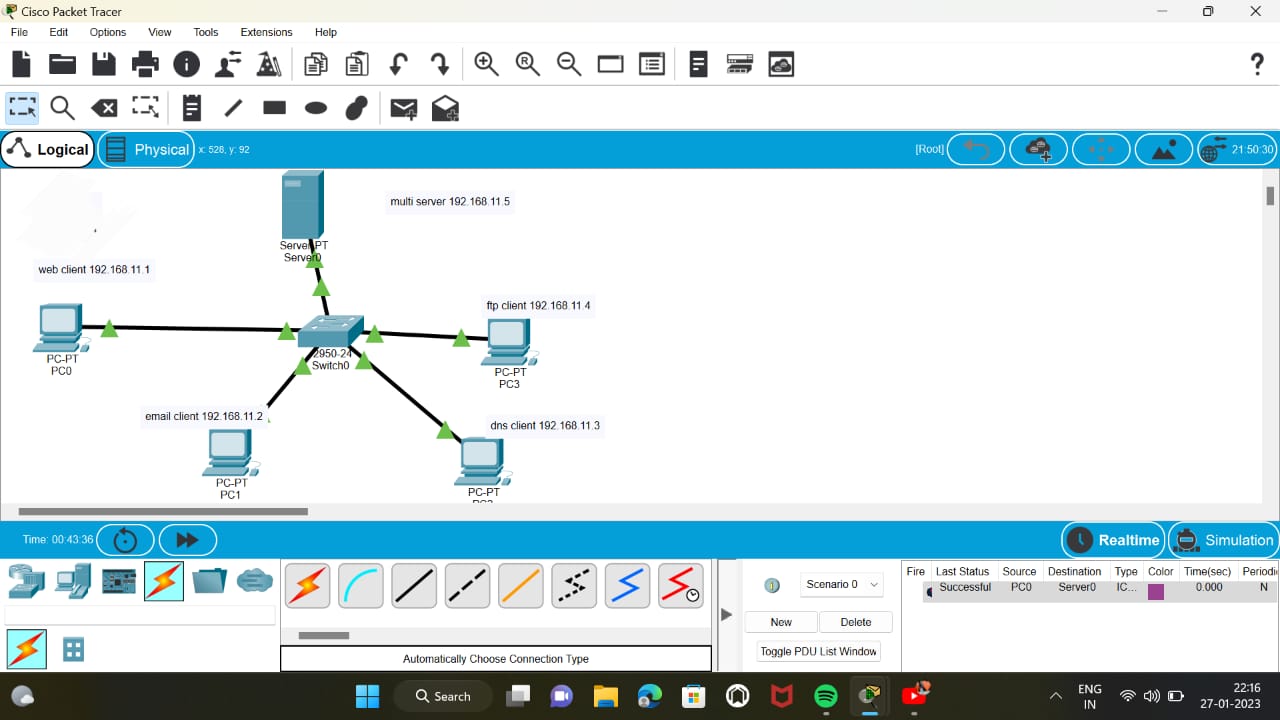 Cisco Packet Tracer
File Edit Options View Tools Extensions Help
Logical Physical x: 528, y: 92 [Root] 21:50:30
multi server 192.168.11.5
Server-PT
Server0
web client 192.168.11.1
ftp client 192.168.11.4
2950-24
Switch0
PC-PT
PC0
PC-PT
PC3
email client 192.168.11.2
dns client 192.168.11.3
PC-PT
PC1
PC-PT
Time: 00:43:36 Realtime Simulation
Scenario 0
New Delete
Toggle PDU List Window
Fire Last Status Source Destination Type Color Time(sec) Periodic
Successful PC0 Server0 IC... 0.000 N
Automatically Choose Connection Type
Search
ENG
IN
22:16
27-01-2023